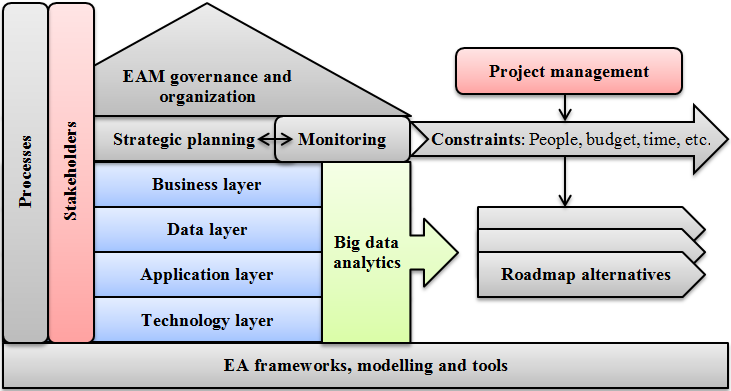 Processes
Stakeholders
EAM governance and
organization
Strategic planning
Monitoring
Business layer
Data layer
Application layer
Technology layer
Big data
analytics
Project management
Constraints: People, budget, time, etc.
Roadmap alternatives
EA frameworks, modelling and tools